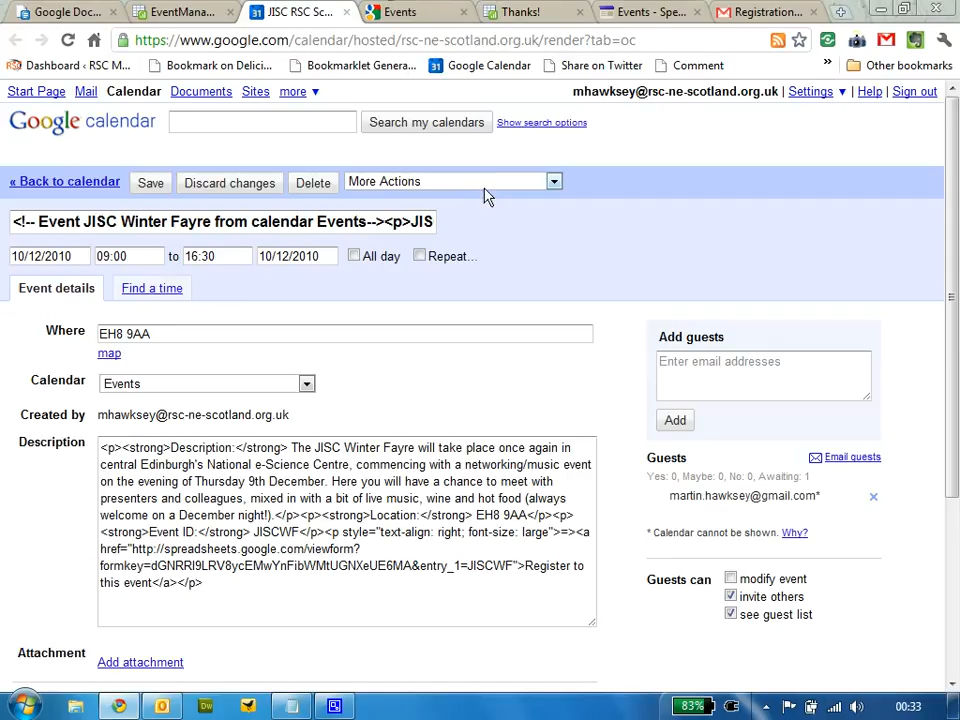 Google Doc...
EventMana...
31 JISC RSC Sc...
Events
Thanks!
Events - Spe...
Registration...
https://www.google.com/calendar/hosted/rsc-ne-scotland.org.uk/render?tab=oc
Dashboard ‹ RSC M...
Bookmark on Delici...
Bookmarklet Genera...
31 Google Calendar
Share on Twitter
Comment
»
Other bookmarks
Start Page Mail Calendar Documents Sites more ▼
mhawksey@rsc-ne-scotland.org.uk | Settings ▼ | Help | Sign out
Google calendar
Search my calendars
Show search options
« Back to calendar
Save
Discard changes
Delete
More Actions
<!-- Event JISC Winter Fayre from calendar Events--><p>JIS
10/12/2010 09:00 to 16:30 10/12/2010 All day Repeat...
Event details
Find a time
Where EH8 9AA
map
Calendar Events
Created by mhawksey@rsc-ne-scotland.org.uk
Description <p><strong>Description:</strong> The JISC Winter Fayre will take place once again in
central Edinburgh's National e-Science Centre, commencing with a networking/music event
on the evening of Thursday 9th December. Here you will have a chance to meet with
presenters and colleagues, mixed in with a bit of live music, wine and hot food (always
welcome on a December night!).</p><p><strong>Location:</strong> EH8 9AA</p><p>
<strong>Event ID:</strong> JISCWF</p><p style="text-align: right; font-size: large">=><a
href="http://spreadsheets.google.com/viewform?
formkey=dGNRRl9LRV8ycEMwYnFibWMtUGNXeUE6MA&entry_1=JISCWF">Register to
this event</a></p>
Attachment Add attachment
Add guests
Enter email addresses
Add
Guests
Email guests
Yes: 0, Maybe: 0, No: 0, Awaiting: 1
martin.hawksey@gmail.com* ×
* Calendar cannot be shown. Why?
Guests can modify event
invite others
see guest list
Dw
83%
00:33